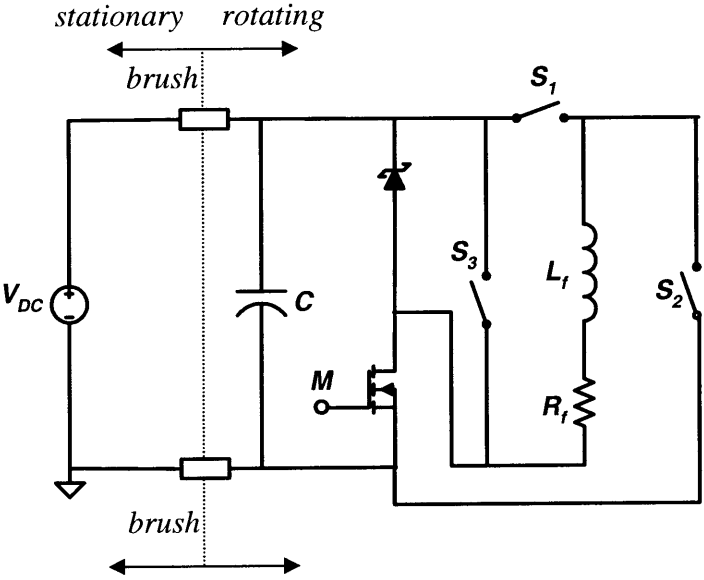 stationary rotating
brush
S1
S3
Lf
S2
VDC
C
M
Rf
brush